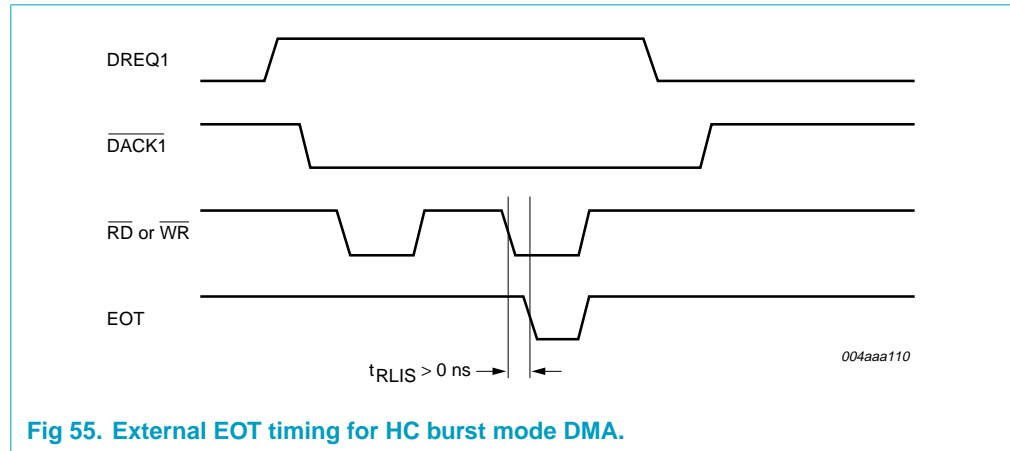 DREQ1
DACK1
RD or WR
EOT
tRLIS > 0 ns
004aaa110
Fig 55. External EOT timing for HC burst mode DMA.